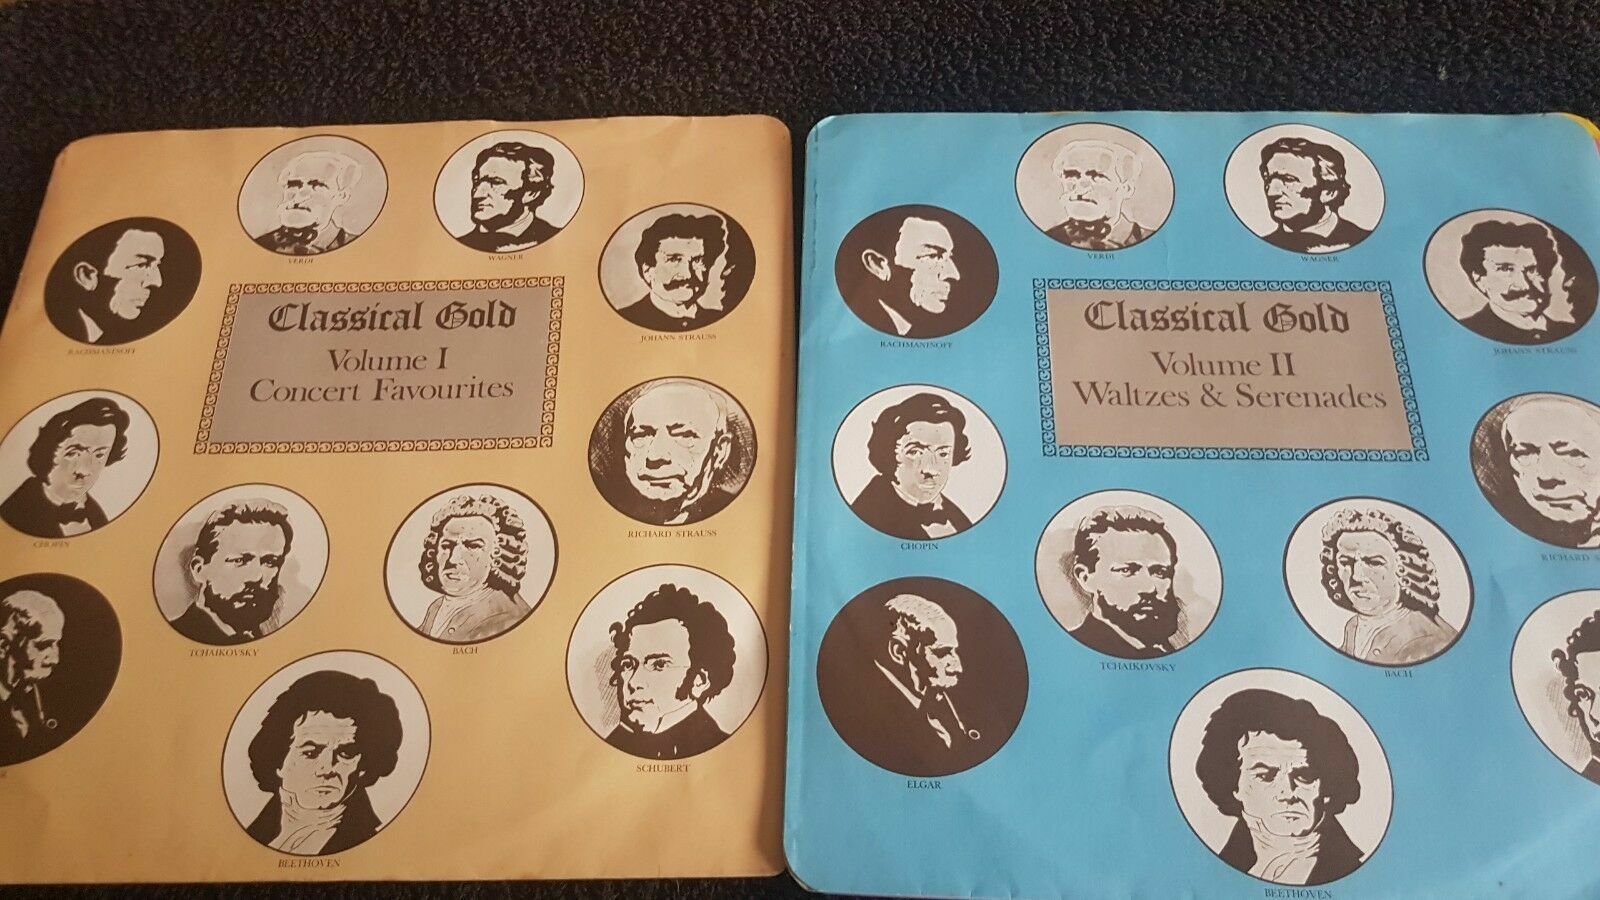 VERDI
WAGNER
RACHMANINOFF
JOHANN STRAUSS
Classical Gold
Volume I
Concert Favourites
CHOPIN
RICHARD STRAUSS
TCHAIKOVSKY
BACH
SCHUBERT
BEETHOVEN
VERDI
WAGNER
RACHMANINOFF
JOHANN STRAUSS
Classical Gold
Volume II
Waltzes & Serenades
CHOPIN
RICHARD S
TCHAIKOVSKY
BACH
ELGAR
BEETHOVEN